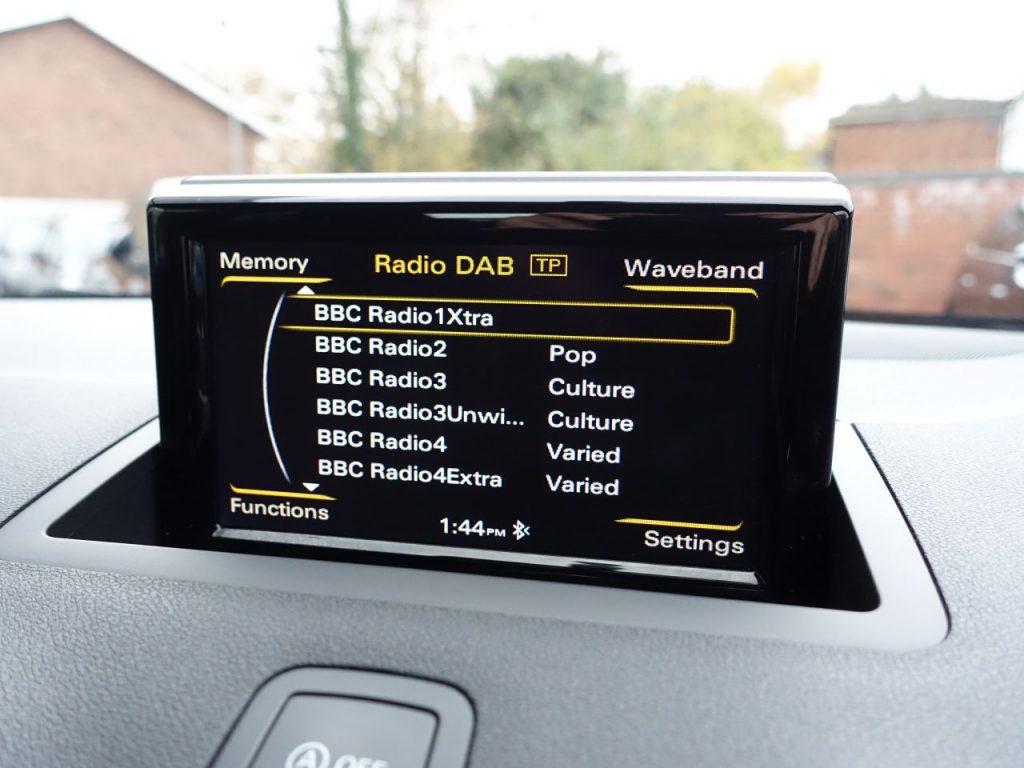 Memory
Radio DAB TP
Waveband
BBC Radio1Xtra
BBC Radio2 Pop
BBC Radio3 Culture
BBC Radio3Unwi... Culture
BBC Radio4 Varied
BBC Radio4Extra Varied
Functions
1:44PM
Settings
A OFF